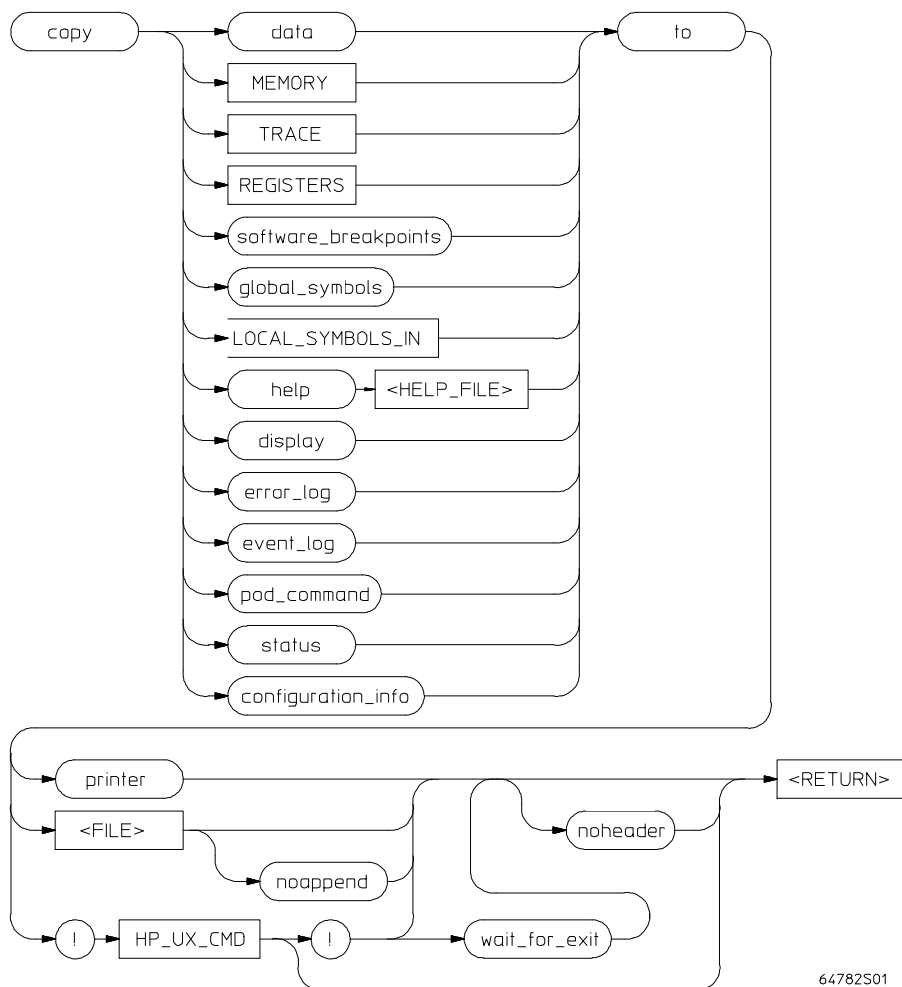 copy data to
MEMORY
TRACE
REGISTERS
software_breakpoints
global_symbols
LOCAL_SYMBOLS_IN
help <HELP_FILE>
display
error_log
event_log
pod_command
status
configuration_info
printer <RETURN>
<FILE> noheader
noappend
! HP_UX_CMD ! wait_for_exit
64782S01